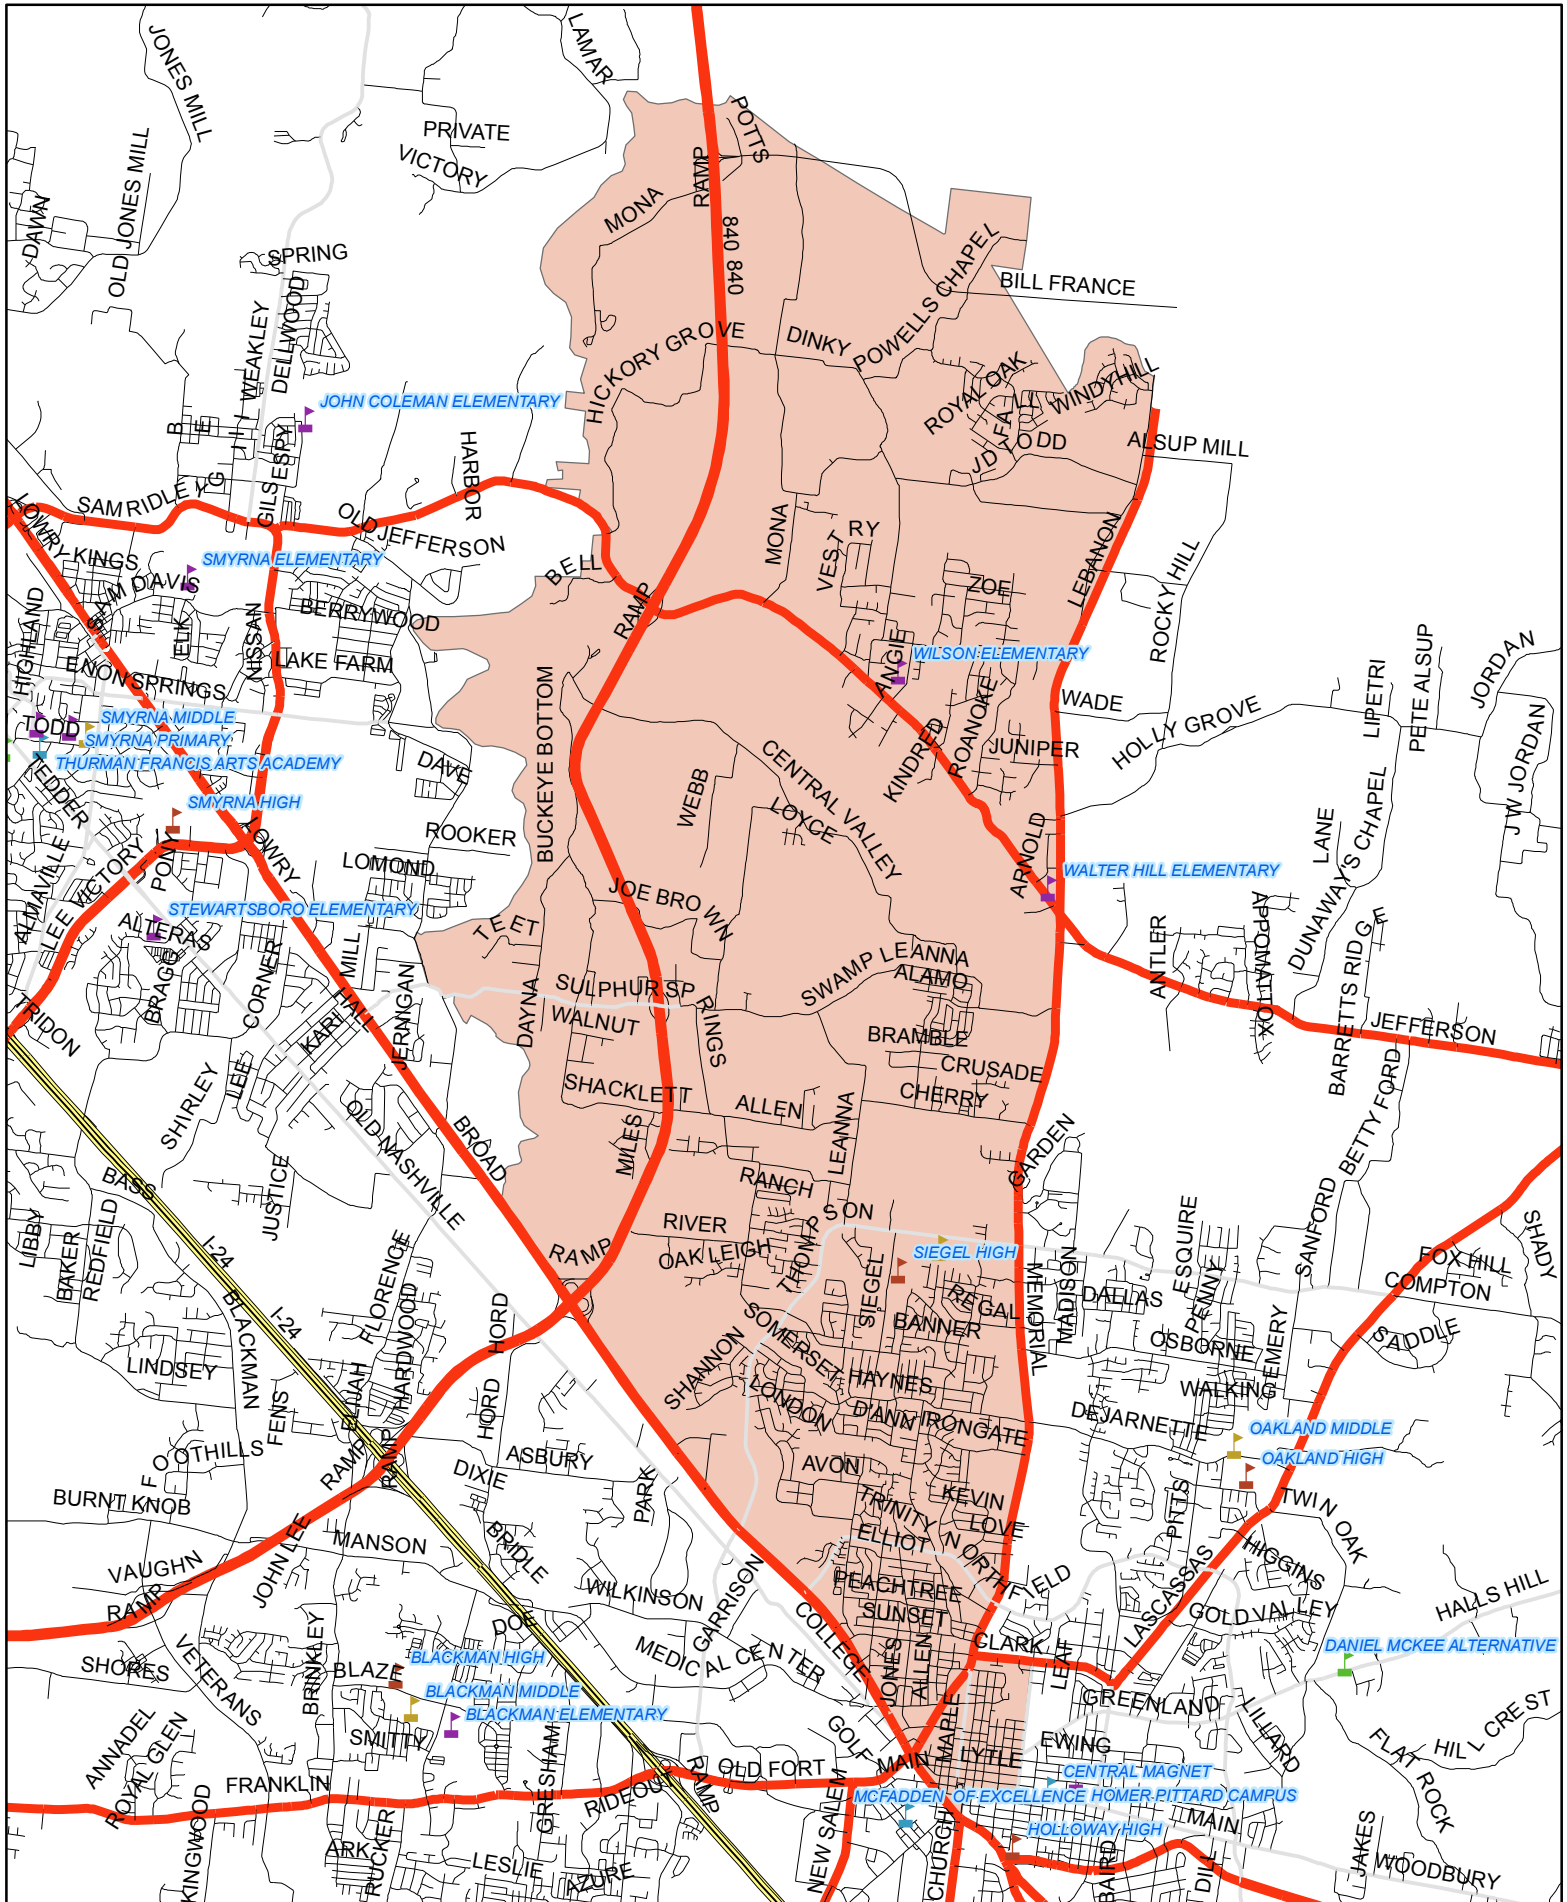 JONES MILL
LAMAR
PRIVATE
VICTORY
POTTS
RAMP
OLD JONES MILL
DAWN
MONA
840 840
SPRING
POWELLS CHAPEL
BILL FRANCE
WEAKLEY
DELLWOOD
HICKORY GROVE
DINKY
ROYAL OAK
FALL
WINDYHILL
JOHN COLEMAN ELEMENTARY
JD TODD
ALSUP MILL
GILSESPY
HARBOR
SAM RIDLEY
LOWRY
OLD JEFFERSON
KINGS
SMYRNA ELEMENTARY
SAM DAVIS
BELL
MONA
VEST
RY
ZOE
LEBANON
ROCKY HILL
HIGHLAND
ELIK
NISSAN
BERRYWOOD
RAMP
LAKE FARM
ENON SPRINGS
ANGIE
WILSON ELEMENTARY
WADE
LIPETRI
PETE ALSUP
JORDAN
TODD
SMYRNA MIDDLE
SMYRNA PRIMARY
THURMAN FRANCIS ARTS ACADEMY
BUCKEYE BOTTOM
CENTRAL VALLEY
KINDRED
ROANOKE
JUNIPER
HOLLY GROVE
J W JORDAN
DAVE
WEBB
LOYCE
SMYRNA HIGH
PONY
LOWRY
ROOKER
LOMOND
ARNOLD
LANE
DUNAWAY'S CHAPEL
ALMAVILLE
LEE VICTORY
WALTER HILL ELEMENTARY
STEWARTSBORO ELEMENTARY
ALTERAS
JOE BROWN
TEET
APPOMATTOX
BARRETTS RIDGE
BRAGG
CORNER
MILL
HALL
JERNIGAN
KARI
SWAMP LEANNA
ALAMO
ANTLER
SULPHUR SPRINGS
WALNUT
DAYNA
TRIDON
BRAMBLE
CRUSADE
CHERRY
JEFFERSON
SHIRLEY
LEE
SHACKLETT
ALLEN
LEANNA
SANFORD
BETTY FORD
OLD NASHVILLE
BROAD
MILES
GARDEN
BASS
JUSTICE
RANCH
LIBBY
BAKER
REDFIELD
I-24
FLORENCE
RAMP
RIVER
OAK LEIGH
THOMPSON
SIEGEL
SIEGEL HIGH
ESQUIRE
PENNY
SHADY
FOX HILL
COMPTON
BLACKMAN
I-24
HARDWOOD
HORD
SOMERSET
REGAL
BANNER
MEMORIAL
MADISON
DALLAS
OSBORNE
EMERY
SADDLE
LINDSEY
FENS
ELIJAH
HORD
SHANNON
LONDON
HAYNES
D'ANN
IRONGATE
WALKING
DEJARNETTE
OAKLAND MIDDLE
OAKLAND HIGH
FOOTHILLS
RAMP
RAMP
ASBURY
DIXIE
PARK
AVON
KEVIN
PITTS
TWIN OAK
BURNT KNOB
TRINITY
LOVE
ELLIOT
NORTHFIELD
MANSON
BRIDLE
JOHN LEE
VAUGHN
RAMP
WILKINSON
GARRISON
PEACHTREE
SUNSET
HIGGINS
LASCASSAS
GOLD VALLEY
HALLS HILL
DOE
MEDICAL CENTER
COLLEGE
JONES
ALLEN
CLARK
LEAF
DANIEL MCKEE ALTERNATIVE
SHORES
VETERANS
BRINKLEY
BLAZE
BLACKMAN HIGH
BLACKMAN MIDDLE
BLACKMAN ELEMENTARY
SMITTY
GREENLAND
LILLARD
FLAT ROCK
HILL CREST
ANNADEL
ROYAL GLEN
GOLF
MAIN
MAPLE
LYTLE
EWING
GRESHAM
RAMP
OLD FORT
CENTRAL MAGNET
FRANKLIN
RIDEOUT
MCFADDEN OF EXCELLENCE
HOMER PITTARD CAMPUS
KINGWOOD
RUCKER
ARK
LESLIE
AZURE
NEW SALEM
CHURCH
HOLLOWAY HIGH
MAIN
BAIRD
DILL
JAKES
WOODBURY